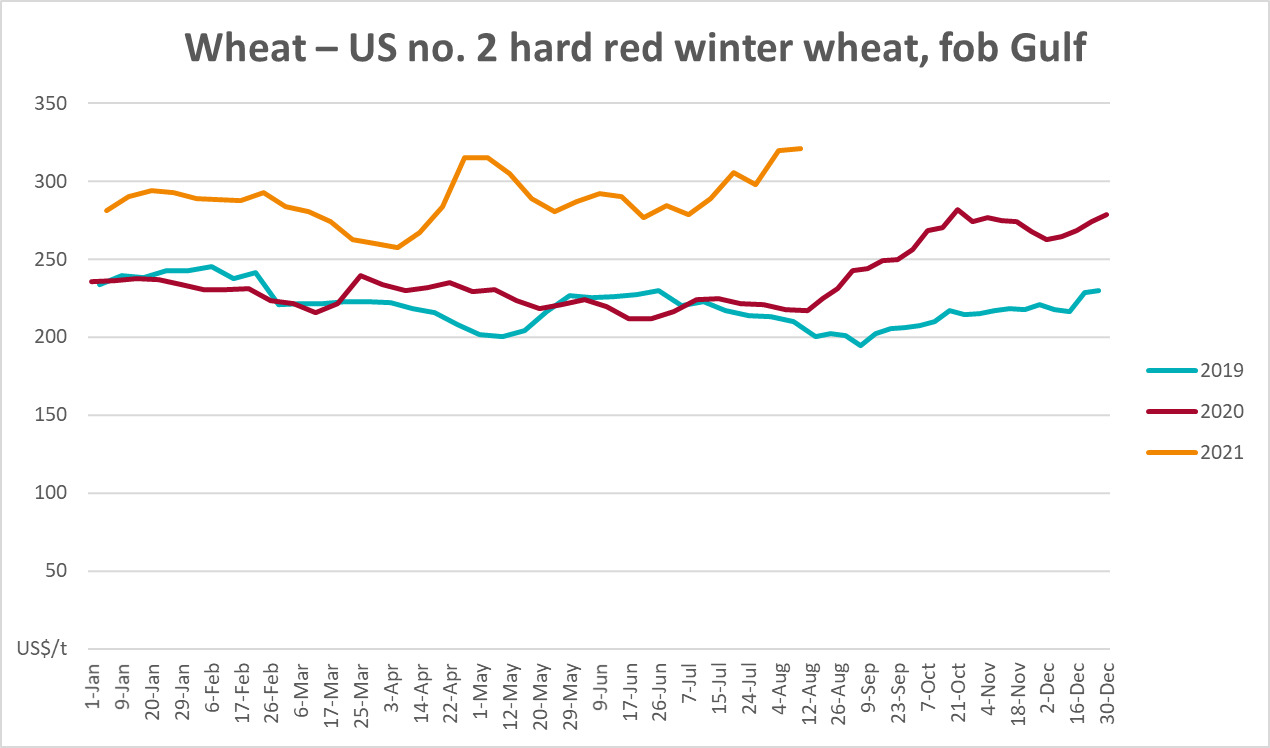 Wheat – US no. 2 hard red winter wheat, fob Gulf
350
300
250
200
150
100
50
US$/t
1-Jan
9-Jan
20-Jan
29-Jan
6-Feb
17-Feb
26-Feb
6-Mar
17-Mar
25-Mar
3-Apr
14-Apr
22-Apr
1-May
12-May
20-May
29-May
9-Jun
17-Jun
26-Jun
7-Jul
15-Jul
24-Jul
4-Aug
12-Aug
26-Aug
9-Sep
23-Sep
7-Oct
21-Oct
4-Nov
18-Nov
2-Dec
16-Dec
30-Dec
2019
2020
2021